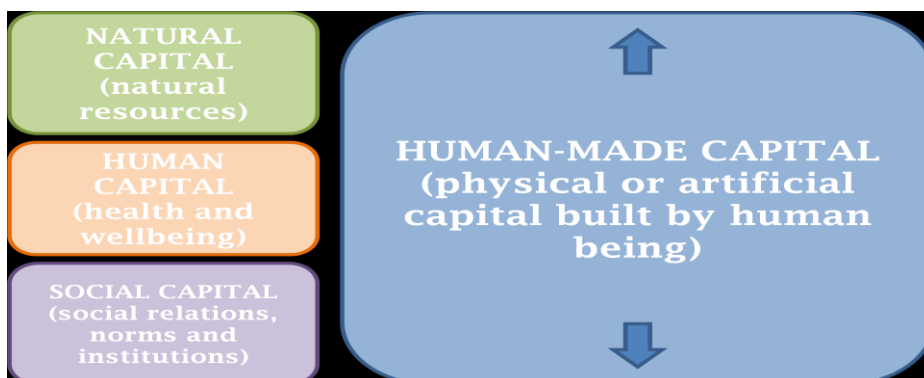 NATURAL
CAPITAL
(natural
resources)
HUMAN
CAPITAL
(health and
wellbeing)
SOCIAL CAPITAL
(social relations,
norms and
institutions)
HUMAN-MADE CAPITAL
(physical or artificial
capital built by human
being)